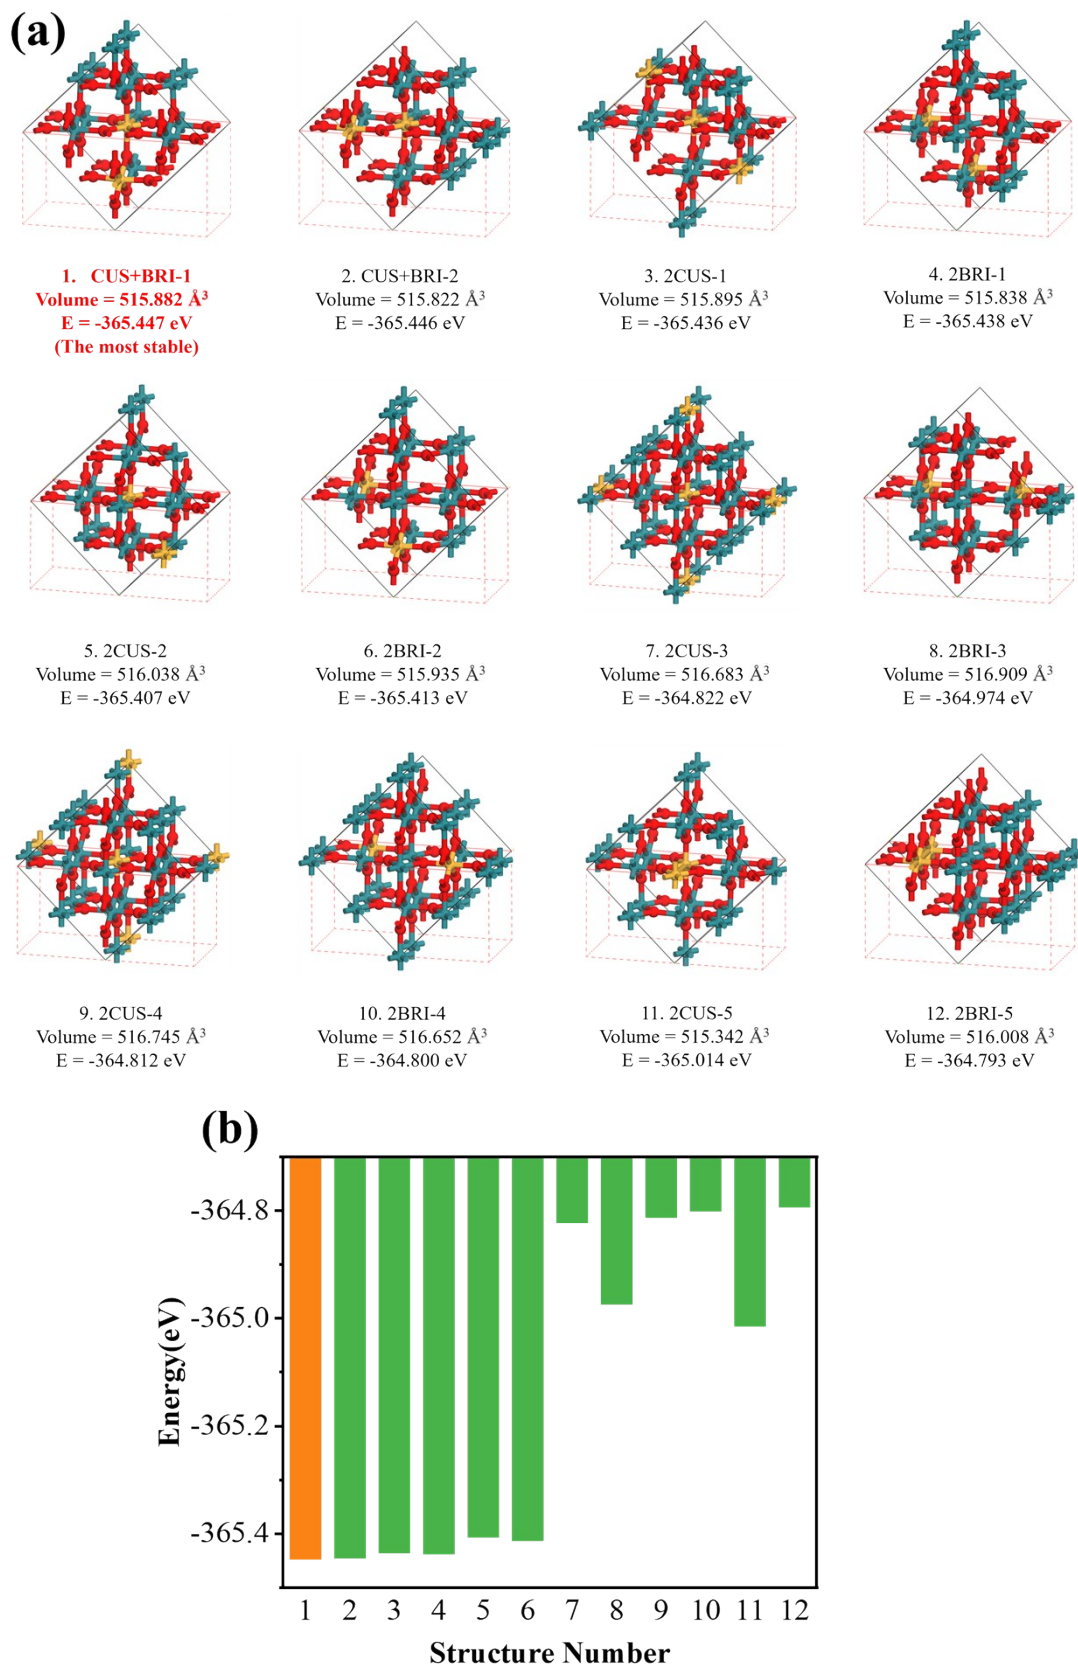 (a)
1. CUS+BRI-1
Volume = 515.882 Å³
E = -365.447 eV
(The most stable)
2. CUS+BRI-2
Volume = 515.822 Å³
E = -365.446 eV
3. 2CUS-1
Volume = 515.895 Å³
E = -365.436 eV
4. 2BRI-1
Volume = 515.838 Å³
E = -365.438 eV
5. 2CUS-2
Volume = 516.038 Å³
E = -365.407 eV
6. 2BRI-2
Volume = 515.935 Å³
E = -365.413 eV
7. 2CUS-3
Volume = 516.683 Å³
E = -364.822 eV
8. 2BRI-3
Volume = 516.909 Å³
E = -364.974 eV
9. 2CUS-4
Volume = 516.745 Å³
E = -364.812 eV
10. 2BRI-4
Volume = 516.652 Å³
E = -364.800 eV
11. 2CUS-5
Volume = 515.342 Å³
E = -365.014 eV
12. 2BRI-5
Volume = 516.008 Å³
E = -364.793 eV
(b)
Energy(eV)
-364.8
-365.0
-365.2
-365.4
1 2 3 4 5 6 7 8 9 10 11 12
Structure Number